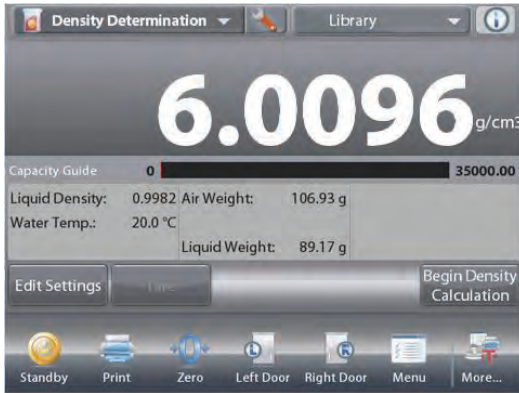 Density Determination Library
6.0096 g/cm3
Capacity Guide 0 35000.00
Liquid Density: 0.9982 Air Weight: 106.93 g
Water Temp.: 20.0 °C
Liquid Weight: 89.17 g
Edit Settings
Begin Density
Calculation
Standby Print Zero Left Door Right Door Menu More...